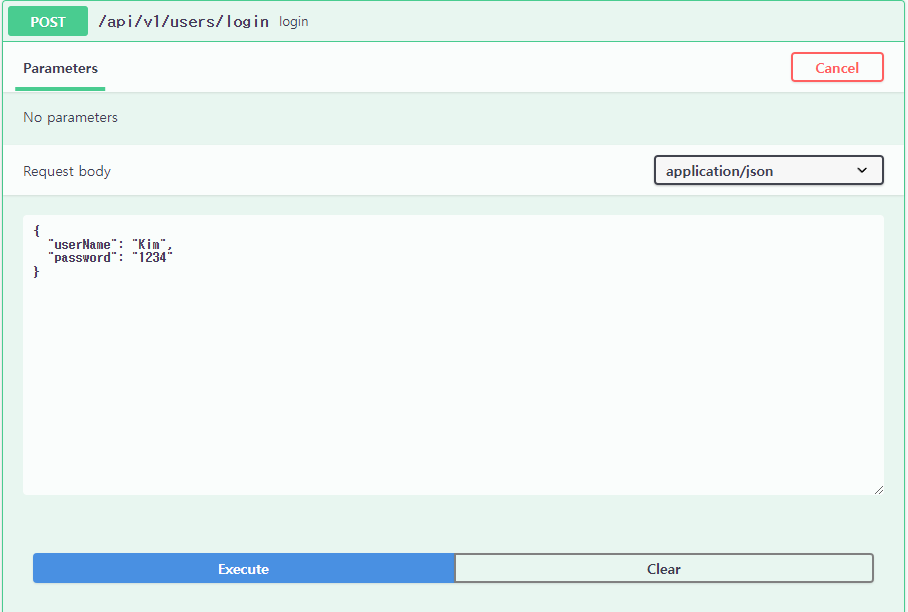 POST /api/v1/users/login login
Parameters
Cancel
No parameters
Request body
application/json
{
  "userName": "Kim",
  "password": "1234"
}
Execute
Clear